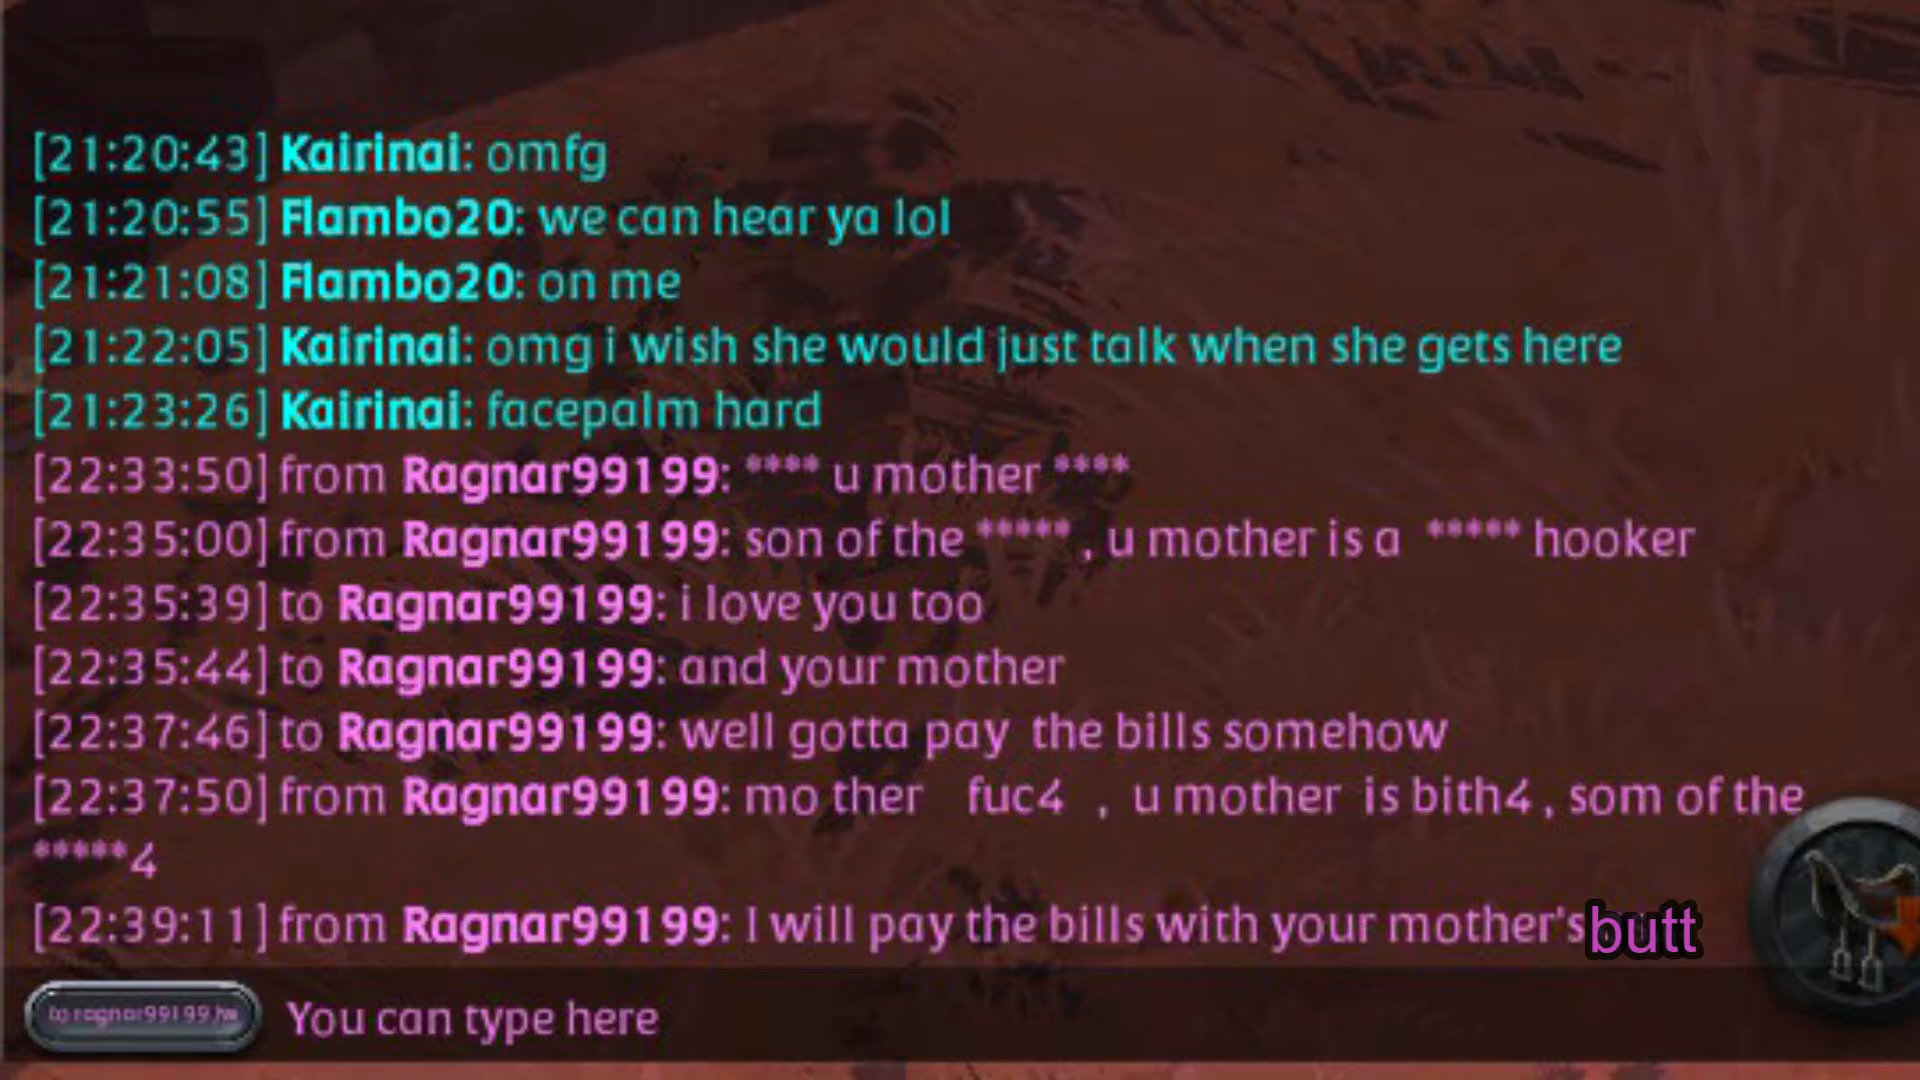 [21:20:43] Kairinai: omfg
[21:20:55] Flambo20: we can hear ya lol
[21:21:08] Flambo20: on me
[21:22:05] Kairinai: omg i wish she would just talk when she gets here
[21:23:26] Kairinai: facepalm hard
[22:33:50] from Ragnar99199: **** u mother ****
[22:35:00] from Ragnar99199: son of the ***** , u mother is a ***** hooker
[22:35:39] to Ragnar99199: i love you too
[22:35:44] to Ragnar99199: and your mother
[22:37:46] to Ragnar99199: well gotta pay the bills somehow
[22:37:50] from Ragnar99199: mo ther fuc4 , u mother is bith4 , som of the
*****4
[22:39:11] from Ragnar99199: I will pay the bills with your mother's butt
to ragnar99199 You can type here